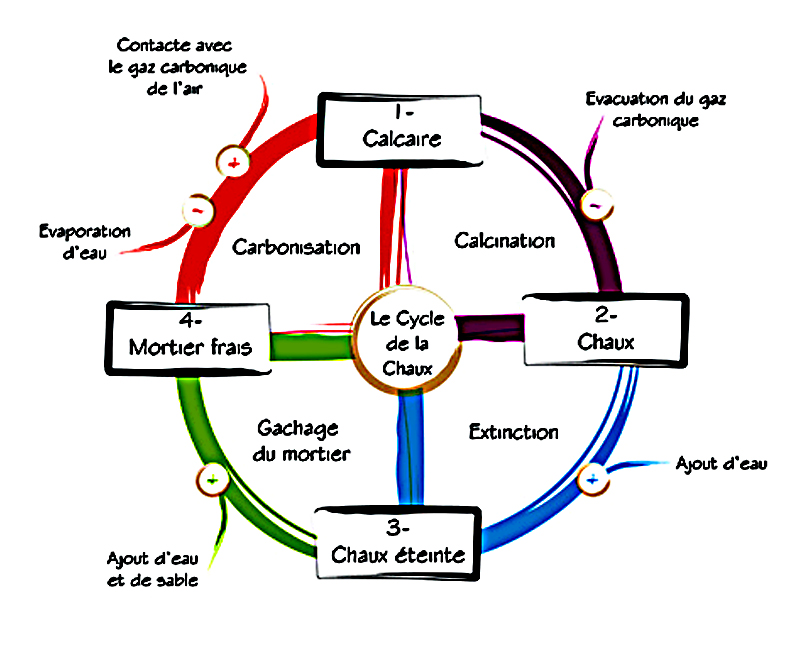 Contacte avec
le gaz carbonique
de l'air
1-
Calcaire
Evacuation du gaz
carbonique
+
-
-
Evaporation
d'eau
Carbonisation
Calcination
4-
Mortier frais
Le Cycle
de la
Chaux
2-
Chaux
Gachage
du mortier
Extinction
+
+
Ajout d'eau
3-
Chaux éteinte
Ajout d'eau
et de sable